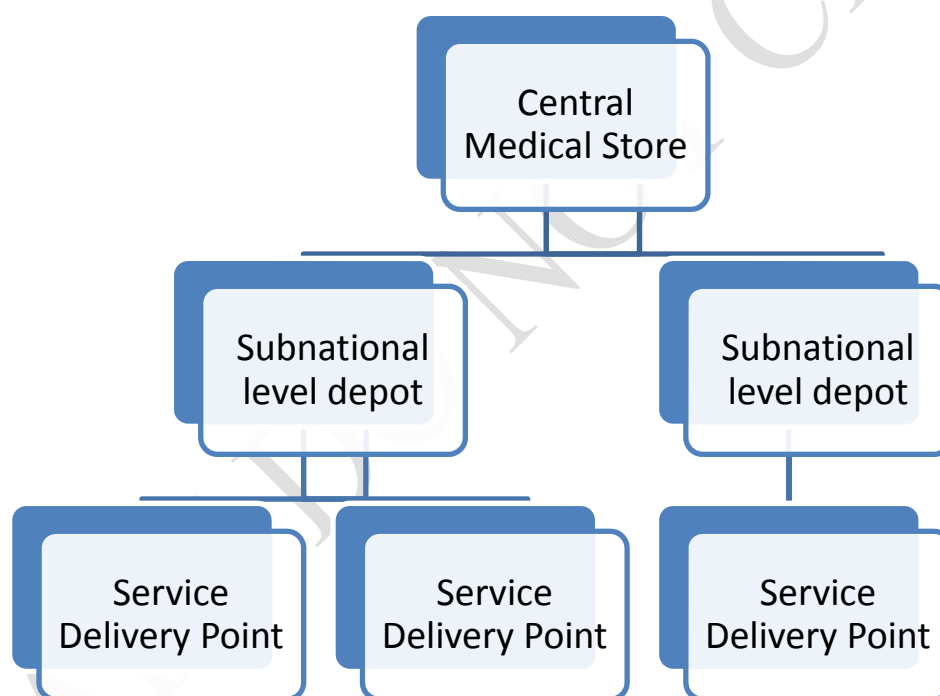 Central
Medical Store
Subnational
level depot
Subnational
level depot
Service
Delivery Point
Service
Delivery Point
Service
Delivery Point